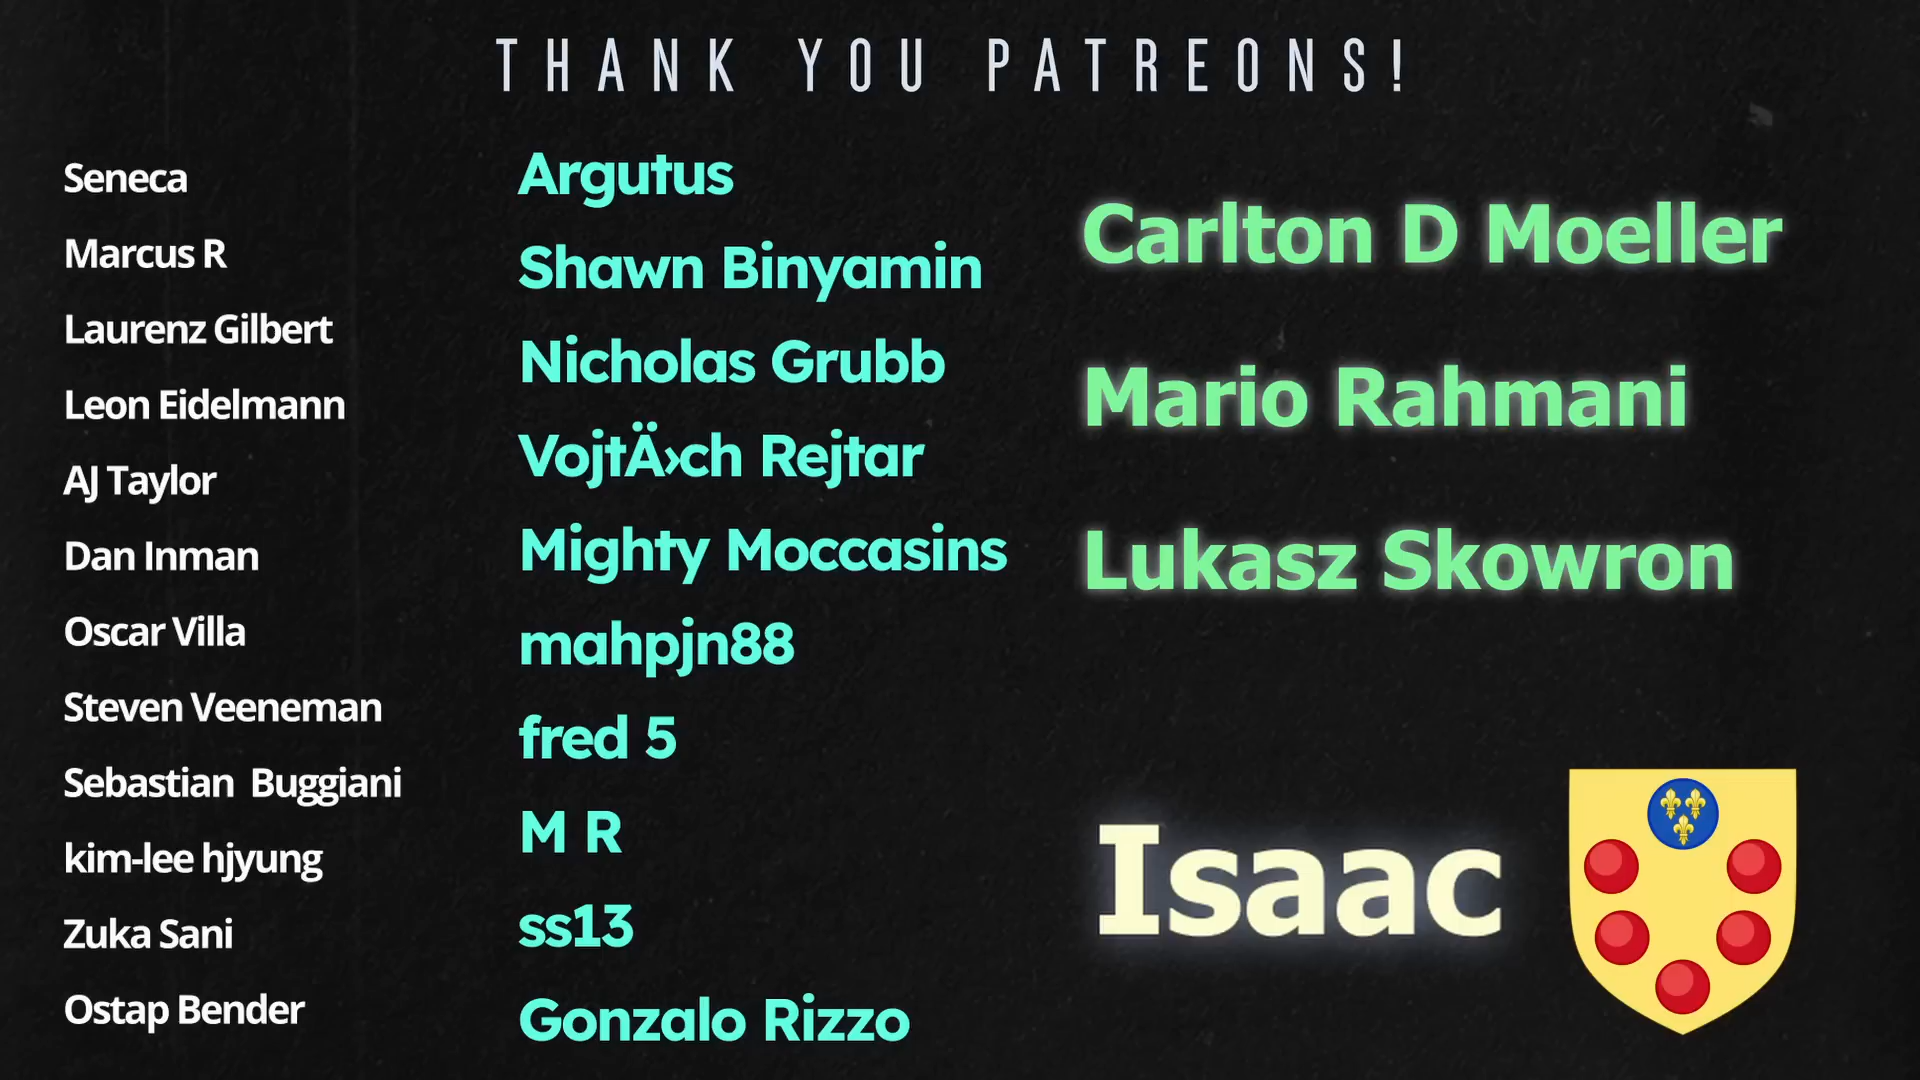 THANK YOU PATREONS!
Seneca
Marcus R
Laurenz Gilbert
Leon Eidelmann
AJ Taylor
Dan Inman
Oscar Villa
Steven Veeneman
Sebastian  Buggiani
kim-lee hjyung
Zuka Sani
Ostap Bender
Argutus
Shawn Binyamin
Nicholas Grubb
VojtÄ›ch Rejtar
Mighty Moccasins
mahpjn88
fred 5
M R
ss13
Gonzalo Rizzo
Carlton D Moeller
Mario Rahmani
Lukasz Skowron
Isaac